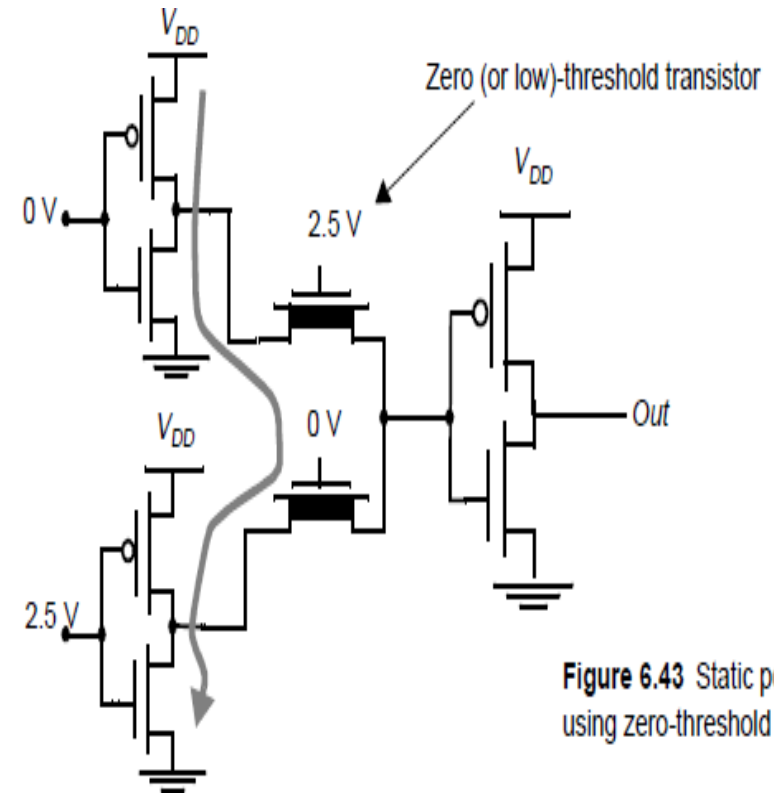 V_DD
Zero (or low)-threshold transistor
V_DD
0 V
2.5 V
Out
V_DD
0 V
2.5 V
Figure 6.43 Static
using zero-threshold